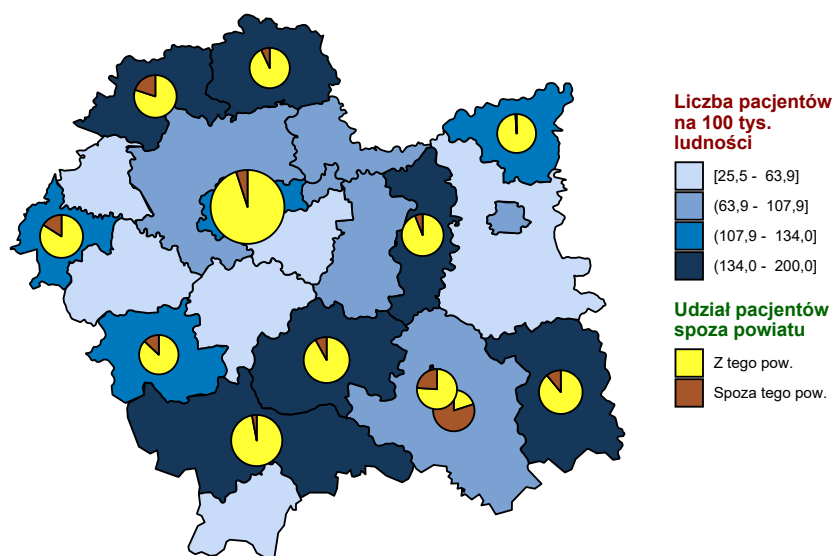 Liczba pacjentów
na 100 tys.
ludności
[25,5 - 63,9]
(63,9 - 107,9]
(107,9 - 134,0]
(134,0 - 200,0]
Udział pacjentów
spoza powiatu
Z tego pow.
Spoza tego pow.